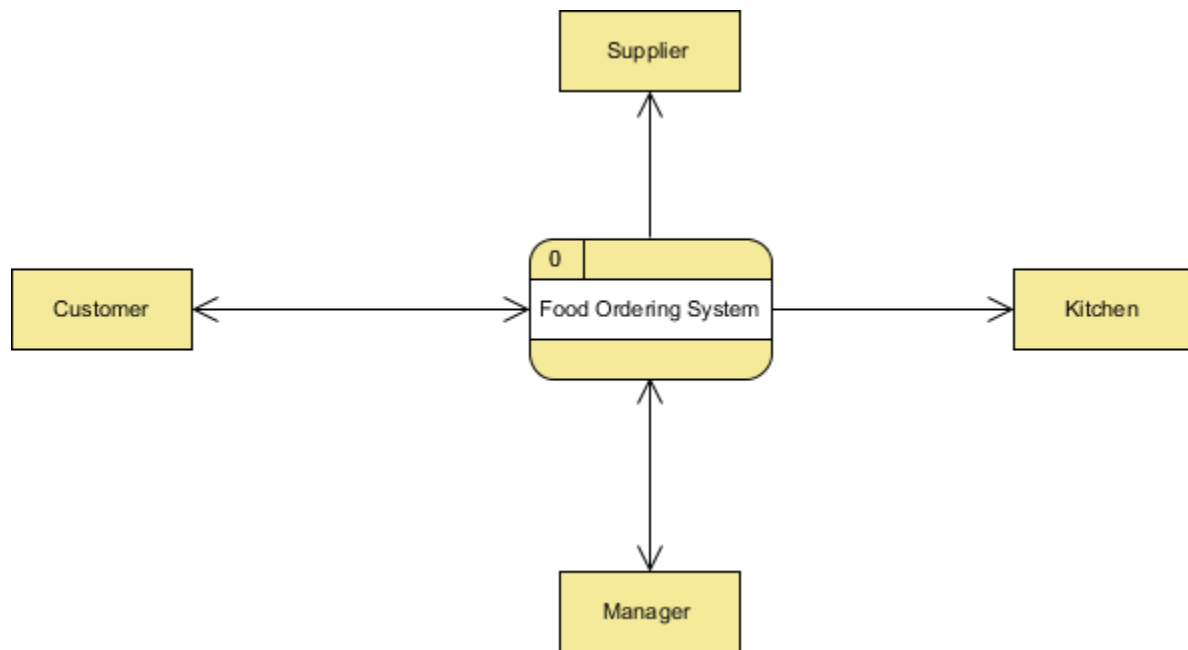 Supplier
0
Customer
Food Ordering System
Kitchen
Manager